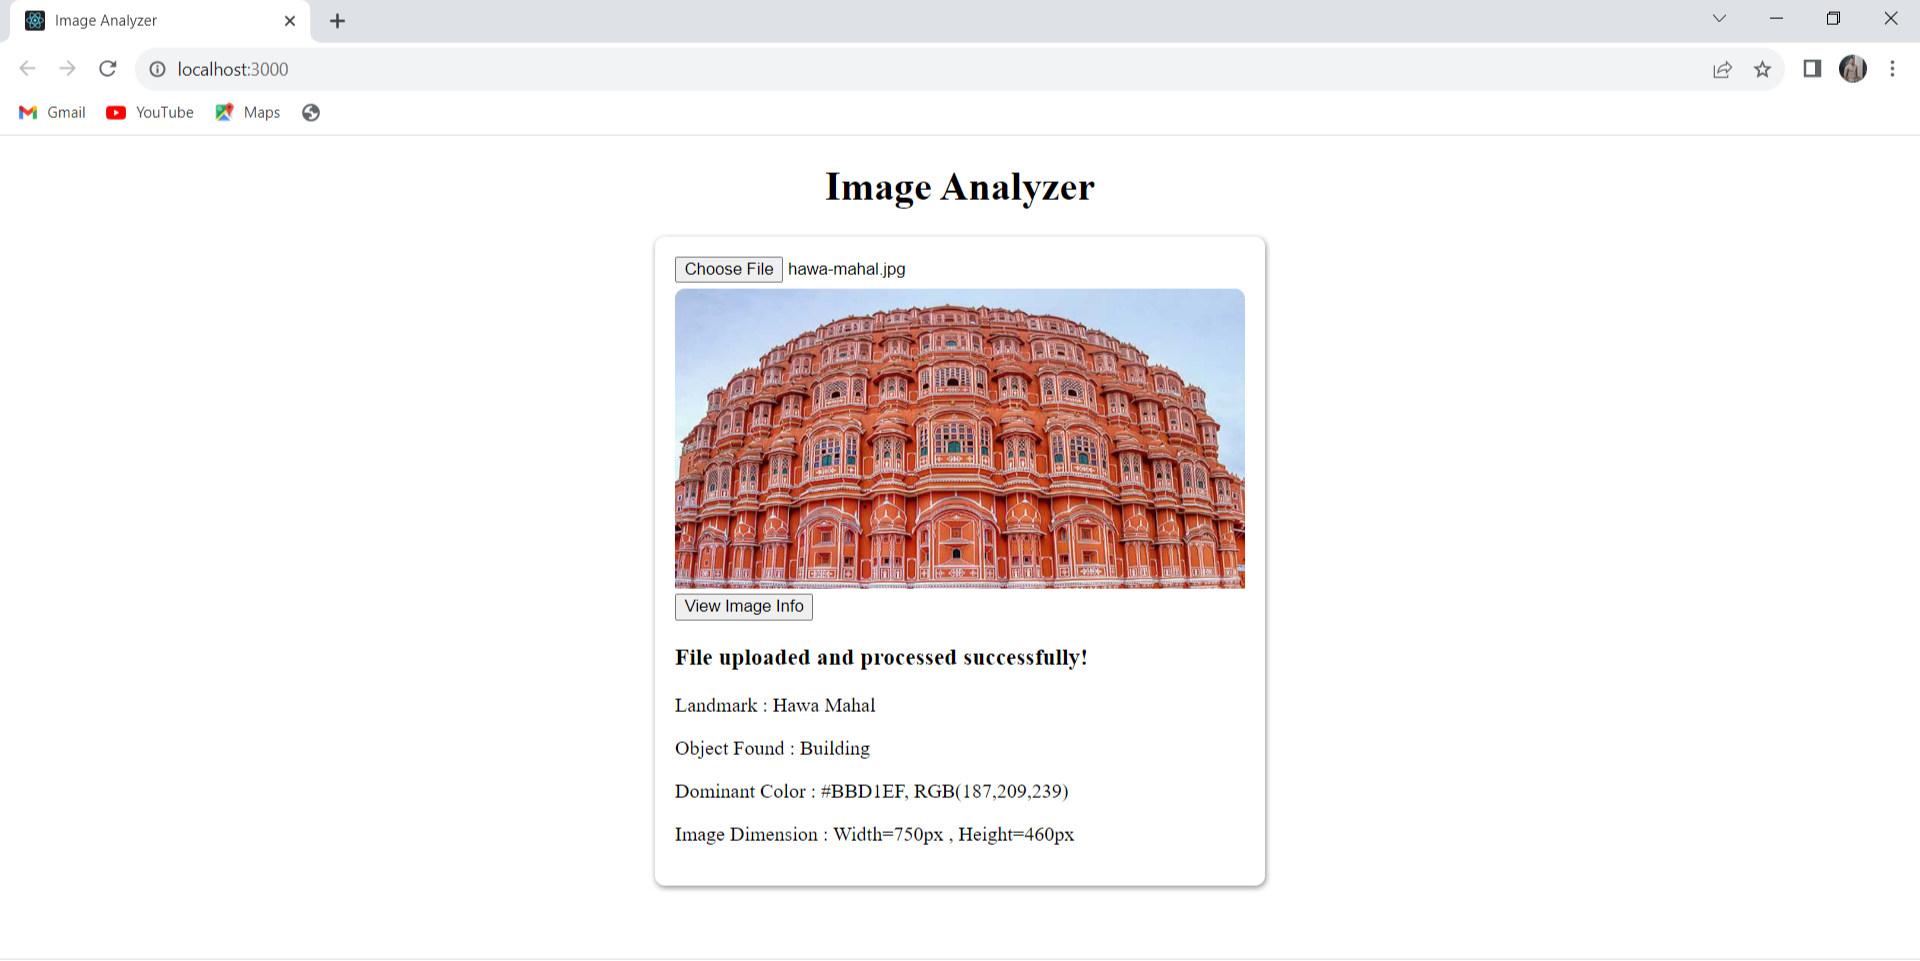 Image Analyzer
localhost:3000
Gmail YouTube Maps
Image Analyzer
Choose File hawa-mahal.jpg
View Image Info
File uploaded and processed successfully!
Landmark : Hawa Mahal
Object Found : Building
Dominant Color : #BBD1EF, RGB(187,209,239)
Image Dimension : Width=750px , Height=460px